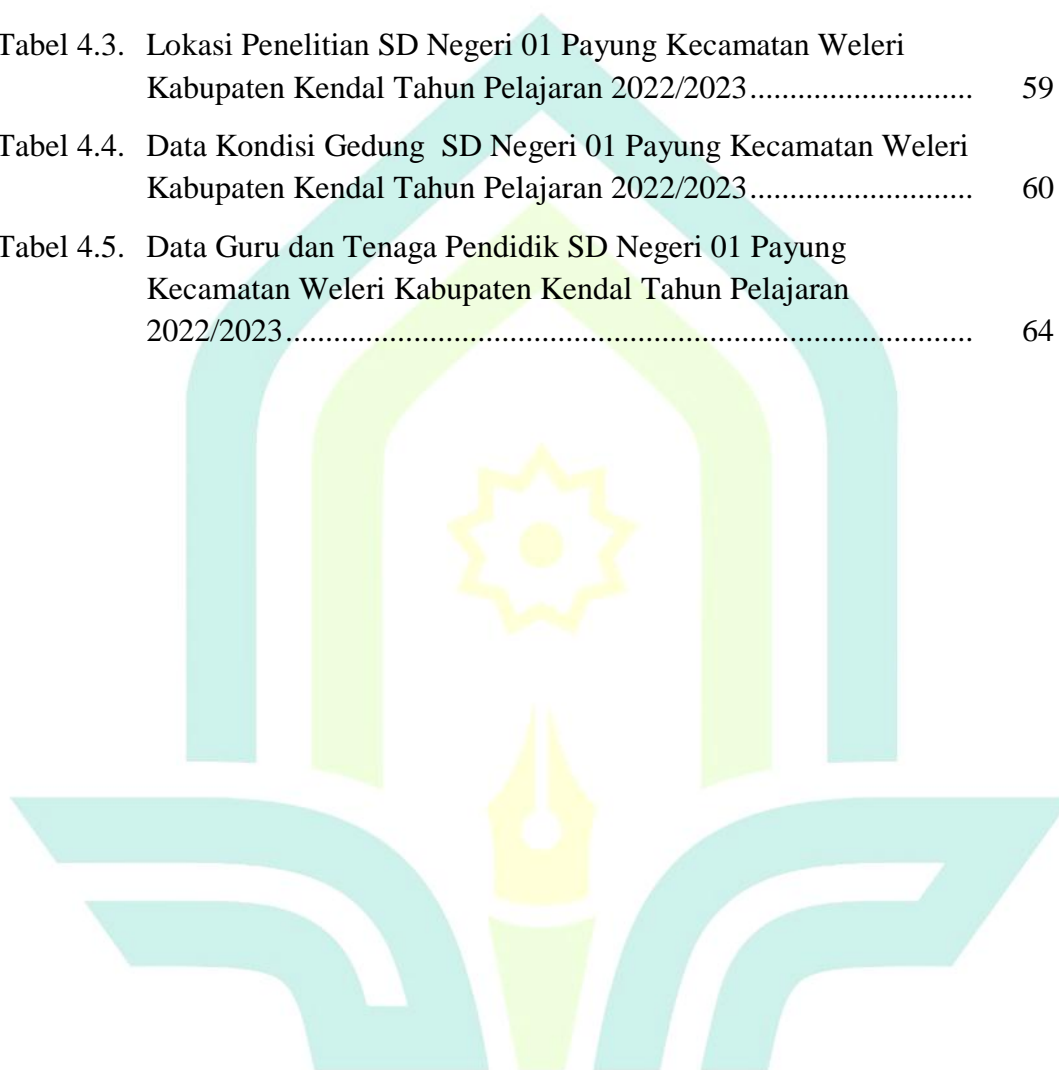 Tabel 4.3. Lokasi Penelitian SD Negeri 01 Payung Kecamatan Weleri
Kabupaten Kendal Tahun Pelajaran 2022/2023............................ 59
Tabel 4.4. Data Kondisi Gedung  SD Negeri 01 Payung Kecamatan Weleri
Kabupaten Kendal Tahun Pelajaran 2022/2023............................ 60
Tabel 4.5. Data Guru dan Tenaga Pendidik SD Negeri 01 Payung
Kecamatan Weleri Kabupaten Kendal Tahun Pelajaran
2022/2023...................................................................................... 64